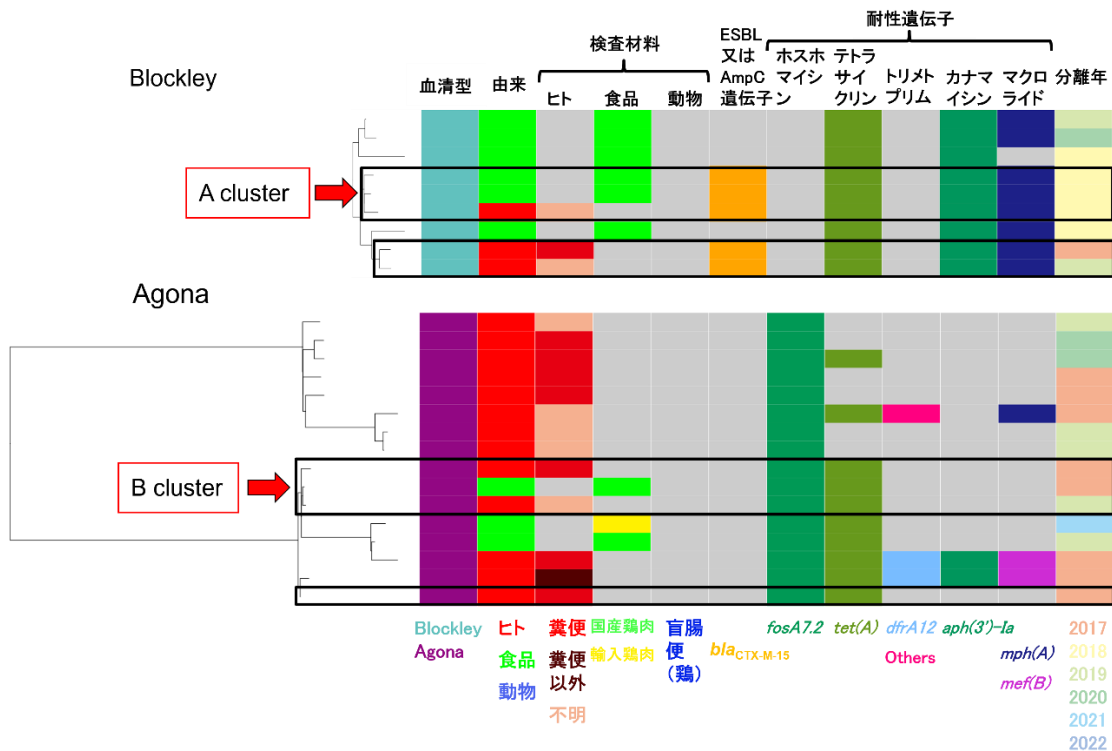 耐性遺伝子
検査材料
ESBL
又は
AmpC
遺伝子
ホスホ
マイシ
ン
テトラ
サイ
クリン
トリメト
プリム
カナマ
イシン
マクロ
ライド
分離年
Blockley
血清型
由来
ヒト
食品
動物
A cluster
Agona
B cluster
Blockley
Agona
ヒト
食品
動物
糞便
糞便
以外
不明
国産鶏肉
輸入鶏肉
盲腸
便
(鶏)
blaCTX-M-15
fosA7.2
tet(A)
dfrA12
Others
aph(3')-Ia
mph(A)
mef(B)
2017
2018
2019
2020
2021
2022